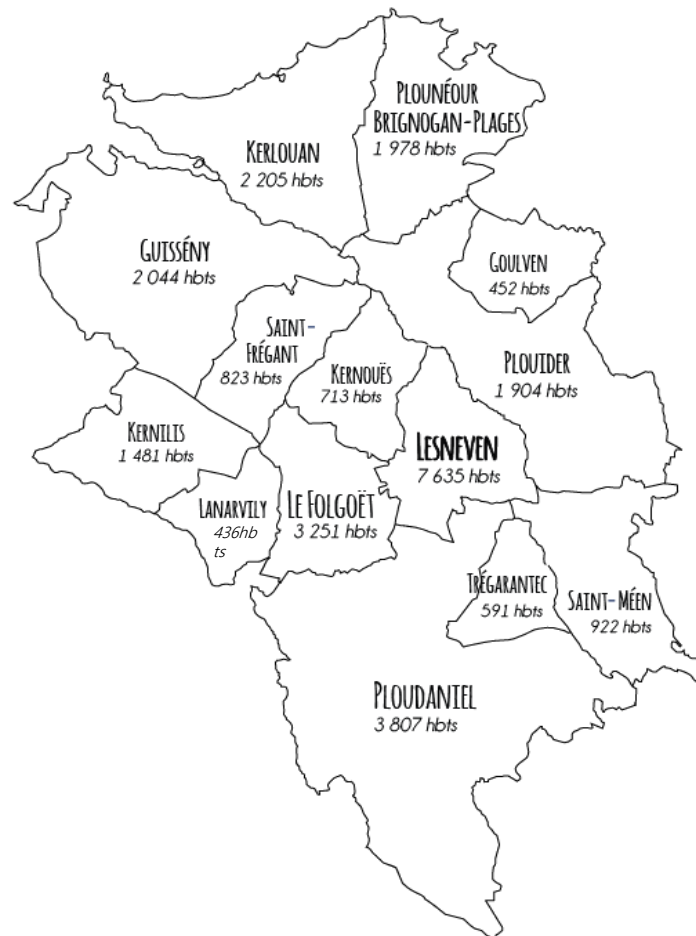 PLOUNÉOUR
BRIGNOGAN-PLAGES
1 978 hbts
KERLOUAN
2 205 hbts
GUISSÉNY
2 044 hbts
GOULVEN
452 hbts
SAINT-
FRÉGANT
823 hbts
KERNOUËS
713 hbts
PLOUIDER
1 904 hbts
KERNILIS
1 481 hbts
LESNEVEN
7 635 hbts
LANARVILY
436hb
ts
LE FOLGOËT
3 251 hbts
TRÉGARANTEC
591 hbts
SAINT-MÉEN
922 hbts
PLOUDANIEL
3 807 hbts